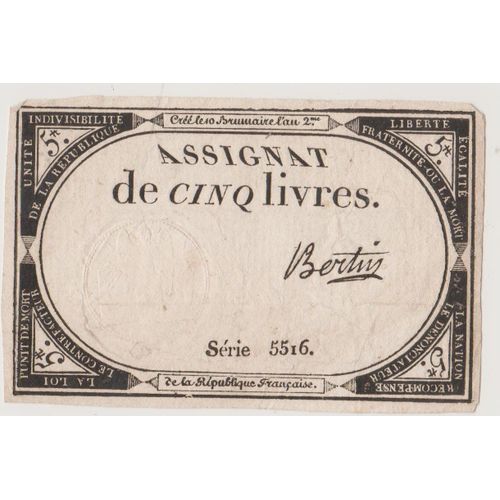 Créé le 10 Brumaire l'an 2.me
UNITÉ INDIVISIBILITÉ
DE LA RÉPUBLIQUE
5#
LIBERTÉ ÉGALITÉ
FRATERNITÉ-OU LA MORT
5#
ASSIGNAT
de CINQ livres.
Bertin
Série 5516.
LA LOI PUNIT DE MORT
LE CONTREFACTEUR
5#
LA NATION RÉCOMPENSE
LE DENONCIATEUR
5#
de la République Française.